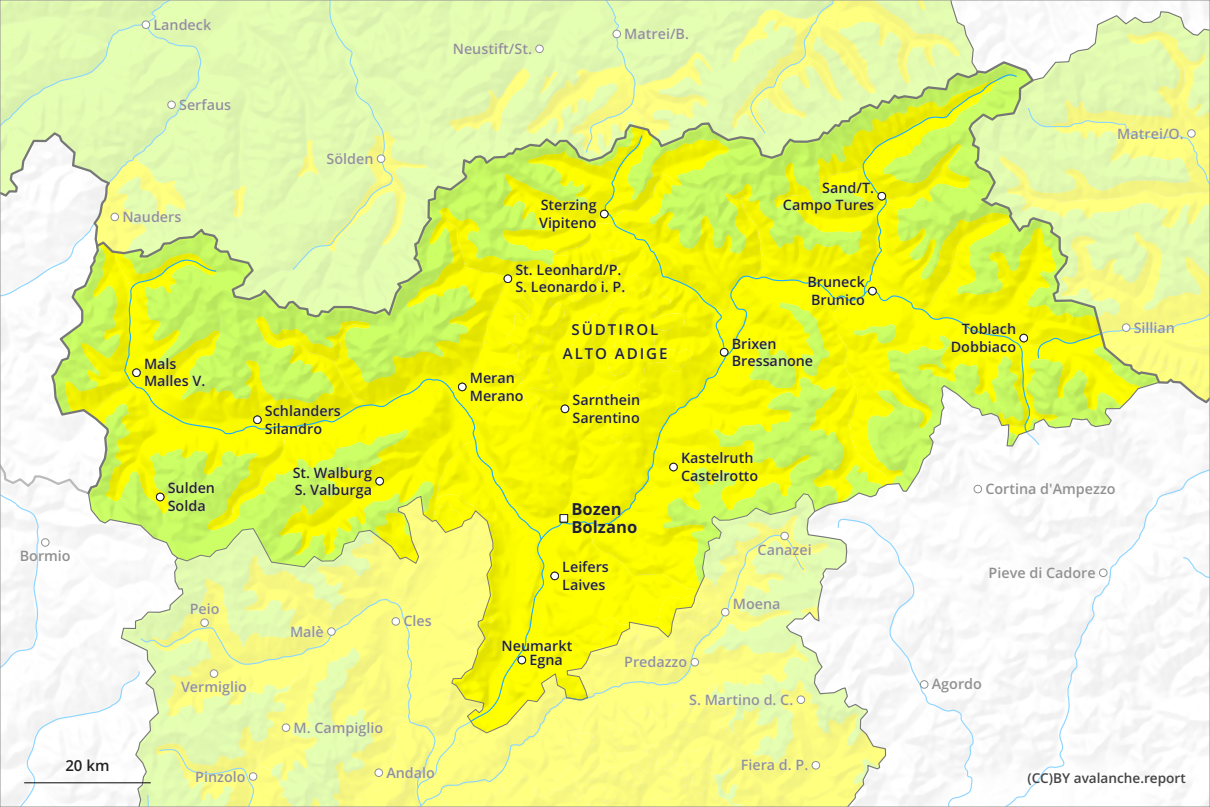 Landeck
Neustift/St.
Matrei/B.
Serfaus
Matrei/O.
Sölden
Sand/T.
Campo Tures
Nauders
Sterzing
Vipiteno
St. Leonhard/P.
S. Leonardo i. P.
Bruneck
Brunico
SÜDTIROL
ALTO ADIGE
Toblach
Dobbiaco
Sillian
Brixen
Bressanone
Mals
Malles V.
Meran
Merano
Sarnthein
Sarentino
Schlanders
Silandro
Kastelruth
Castelrotto
St. Walburg
S. Valburga
Sulden
Solda
Cortina d'Ampezzo
Bozen
Bolzano
Bormio
Canazei
Leifers
Laives
Pieve di Cadore
Peio
Moena
Malè
Cles
Neumarkt
Egna
Predazzo
Vermiglio
Agordo
S. Martino d. C.
M. Campiglio
20 km
Pinzolo
Andalo
Fiera d. P.
(CC)BY avalanche.report